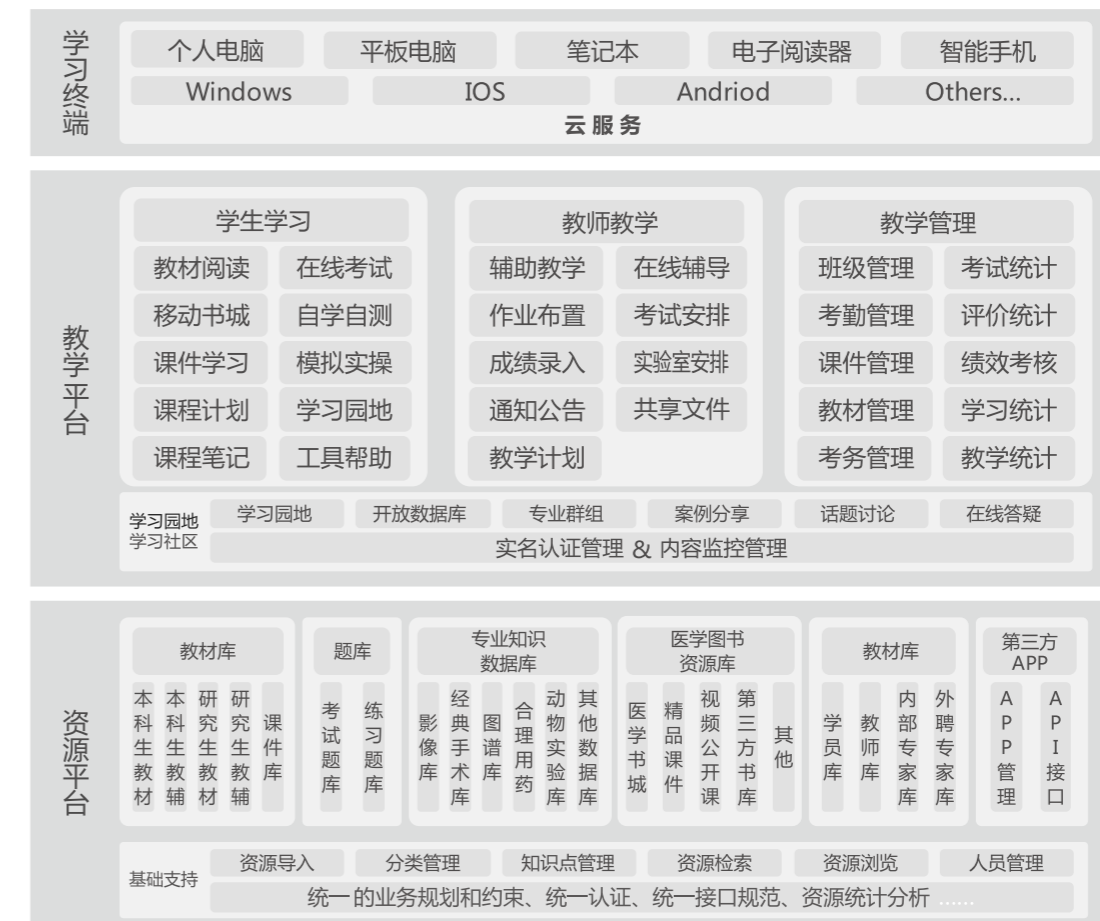 学习终端
个人电脑 平板电脑 笔记本 电子阅读器 智能手机
Windows IOS Andriod Others...
云服务
教学平台
学生学习
教材阅读 在线考试
移动书城 自学自测
课件学习 模拟实操
课程计划 学习园地
课程笔记 工具帮助
教师教学
辅助教学 在线辅导
作业布置 考试安排
成绩录入 实验室安排
通知公告 共享文件
教学计划
教学管理
班级管理 考试统计
考勤管理 评价统计
课件管理 绩效考核
教材管理 学习统计
考务管理 教学统计
学习园地
学习社区
学习园地 开放数据库 专业群组 案例分享 话题讨论 在线答疑
实名认证管理 & 内容监控管理
资源平台
教材库
本科生教材
本科生教辅
研究生教材
研究生教辅
课件库
题库
考试题库
练习题库
专业知识
数据库
影像库
经典手术库
图谱库
合理用药
动物实验库
其他数据库
医学图书
资源库
医学书城
精品课件
视频公开课
第三方书库
其他
教材库
学员库
教师库
内部专家库
外聘专家库
第三方
APP
APP管理
API接口
基础支持
资源导入 分类管理 知识点管理 资源检索 资源浏览 人员管理
统一的业务规划和约束、统一认证、统一接口规范、资源统计分析 ......